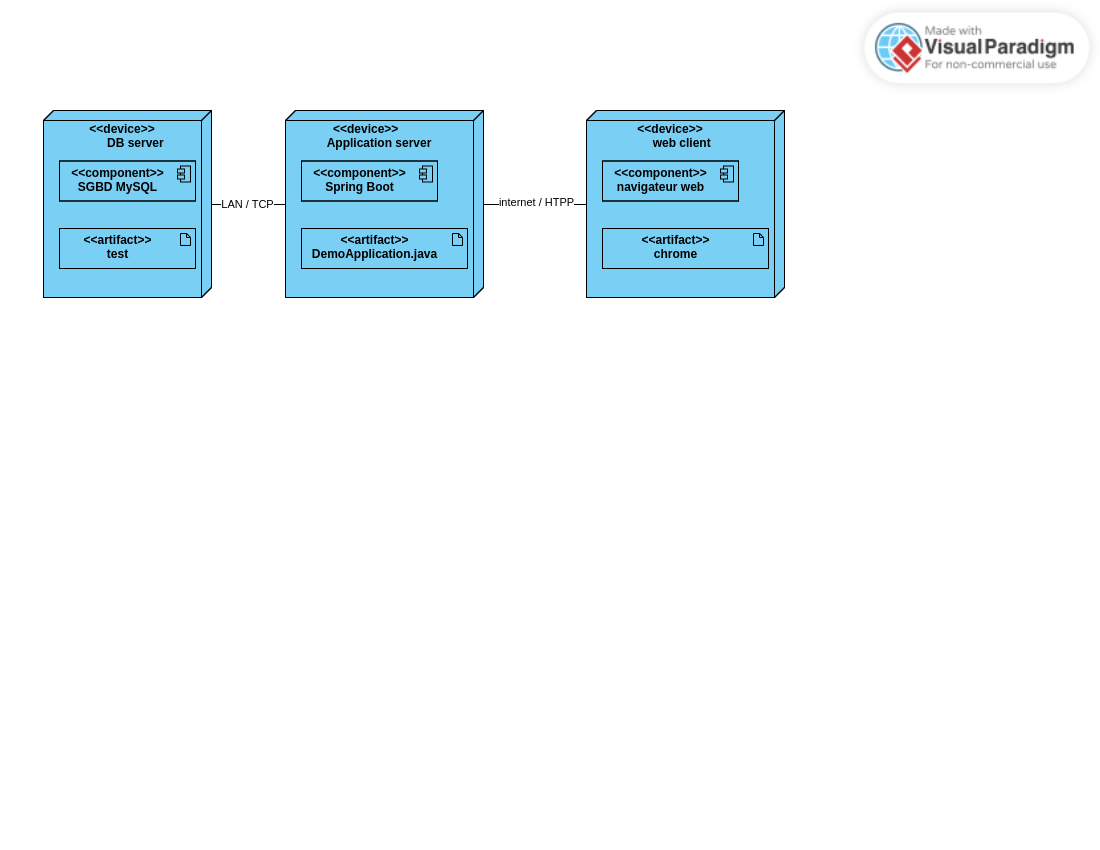 Made with
Visual Paradigm
For non-commercial use
<<device>>
DB server
<<component>>
SGBD MySQL
<<artifact>>
test
LAN / TCP
<<device>>
Application server
<<component>>
Spring Boot
<<artifact>>
DemoApplication.java
internet / HTPP
<<device>>
web client
<<component>>
navigateur web
<<artifact>>
chrome